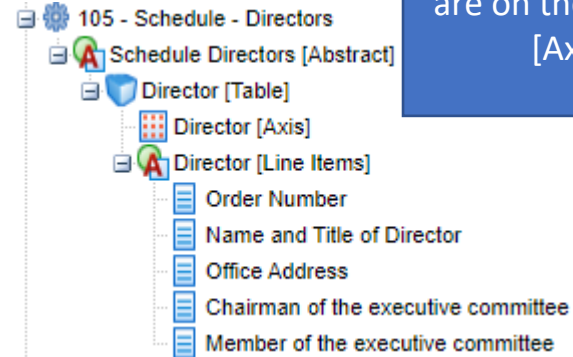 105 - Schedule - Directors
are on the
Schedule Directors [Abstract]
[Ax
Director [Table]
Director [Axis]
Director [Line Items]
Order Number
Name and Title of Director
Office Address
Chairman of the executive committee
Member of the executive committee